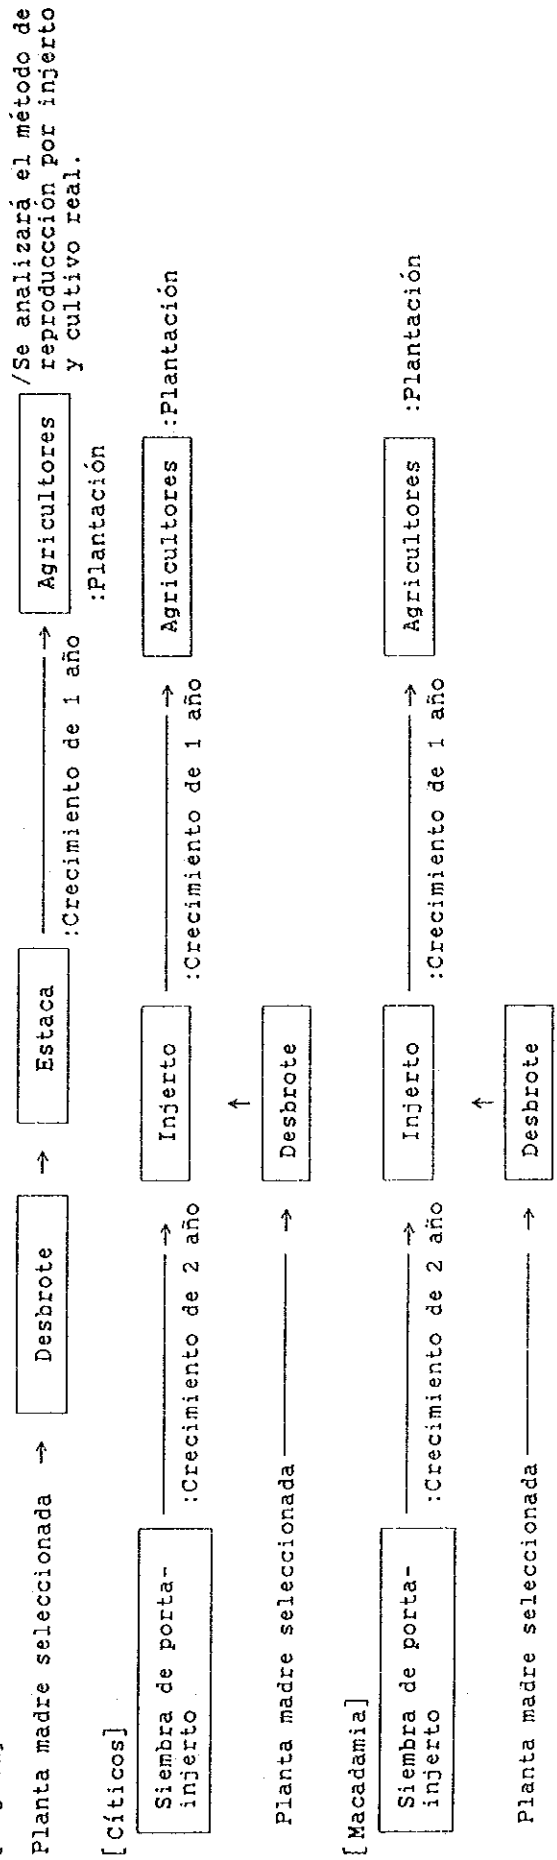 Planta madre seleccionada → Desbrote → Estaca → Agricultores /Se analizará el método de
reproduccción por injerto
y cultivo real.
:Crecimiento de 1 año :Plantación
[Cíticos]
Siembra de porta- → Injerto → Agricultores :Plantación
injerto
:Crecimiento de 2 año :Crecimiento de 1 año
↑
Planta madre seleccionada → Desbrote
[Macadamia]
Siembra de porta- → Injerto → Agricultores :Plantación
injerto
:Crecimiento de 2 año :Crecimiento de 1 año
↑
Planta madre seleccionada → Desbrote